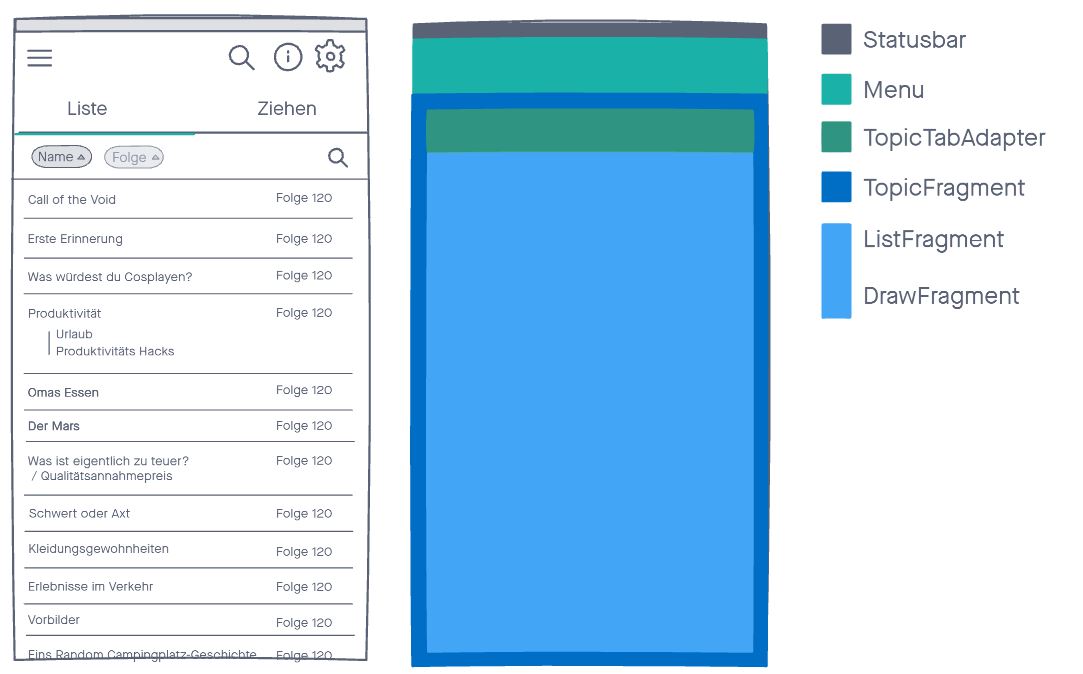 Liste Ziehen
Name Folge
Call of the Void Folge 120
Erste Erinnerung Folge 120
Was würdest du Cosplayen? Folge 120
Produktivität Folge 120
Urlaub
Produktivitäts Hacks
Omas Essen Folge 120
Der Mars Folge 120
Was ist eigentlich zu teuer? Folge 120
/ Qualitätsannahmepreis
Schwert oder Axt Folge 120
Kleidungsgewohnheiten Folge 120
Erlebnisse im Verkehr Folge 120
Vorbilder Folge 120
Eins Random Campingplatz-Geschichte Folge 120
Statusbar
Menu
TopicTabAdapter
TopicFragment
ListFragment
DrawFragment